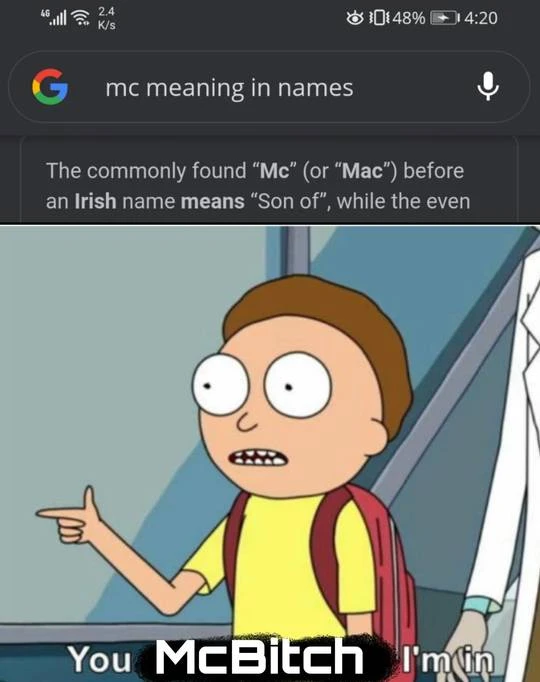 4G 2.4 K/s 48% 4:20
mc meaning in names
The commonly found “Mc” (or “Mac”) before
an Irish name means “Son of”, while the even
You McBitch I'm in